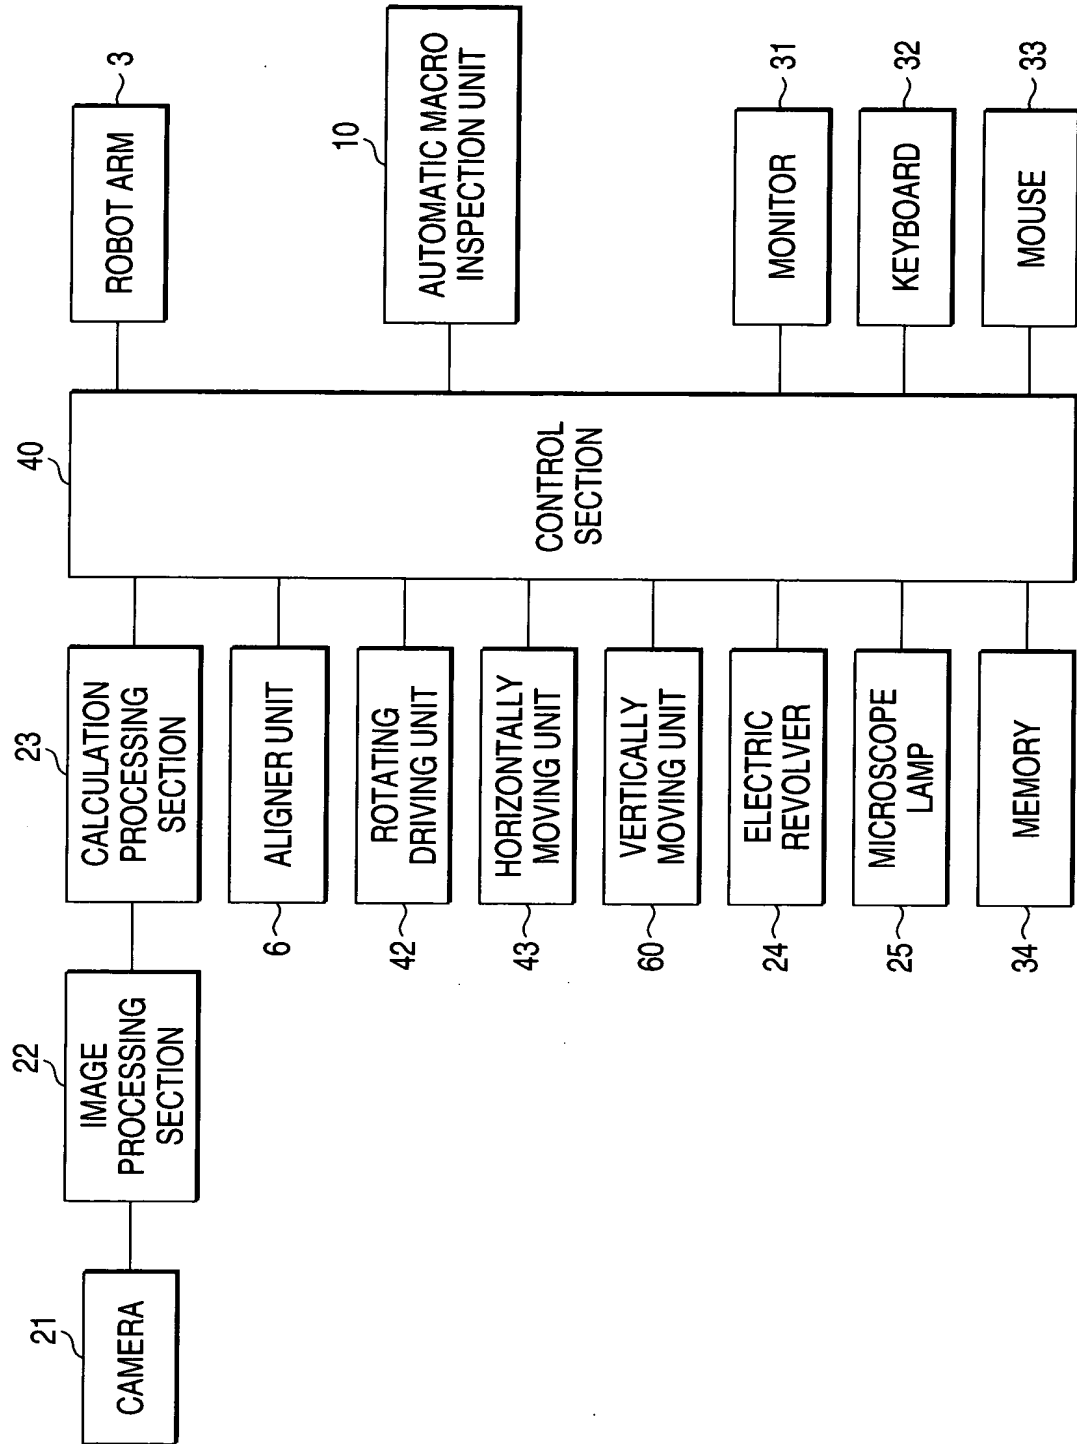 21
CAMERA
22
IMAGE
PROCESSING
SECTION
23
CALCULATION
PROCESSING
SECTION
6
ALIGNER UNIT
42
ROTATING
DRIVING UNIT
43
HORIZONTALLY
MOVING UNIT
60
VERTICALLY
MOVING UNIT
24
ELECTRIC
REVOLVER
25
MICROSCOPE
LAMP
34
MEMORY
40
CONTROL
SECTION
3
ROBOT ARM
10
AUTOMATIC MACRO
INSPECTION UNIT
31
MONITOR
32
KEYBOARD
33
MOUSE